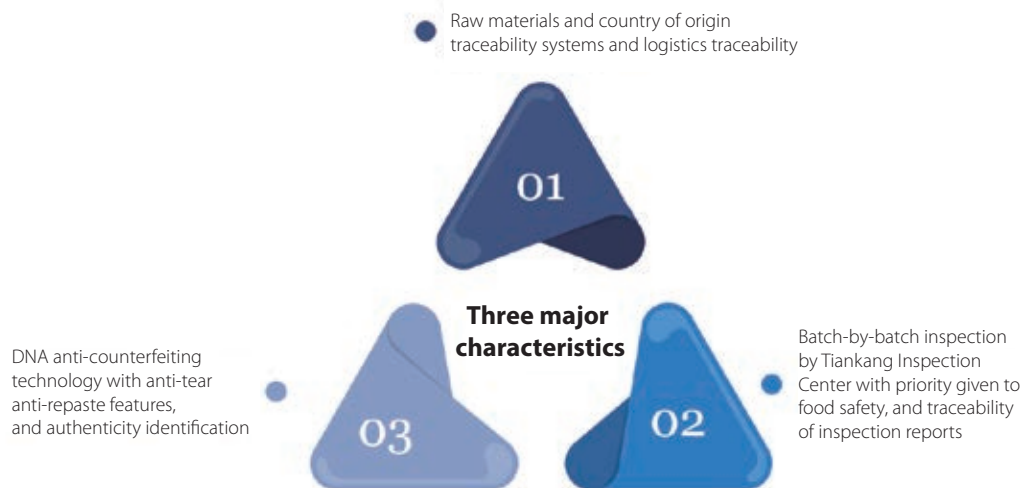 Raw materials and country of origin
traceability systems and logistics traceability
01
Three major
characteristics
Batch-by-batch inspection
by Tiankang Inspection
Center with priority given to
food safety, and traceability
of inspection reports
02
DNA anti-counterfeiting
technology with anti-tear
anti-repaste features,
and authenticity identification
03